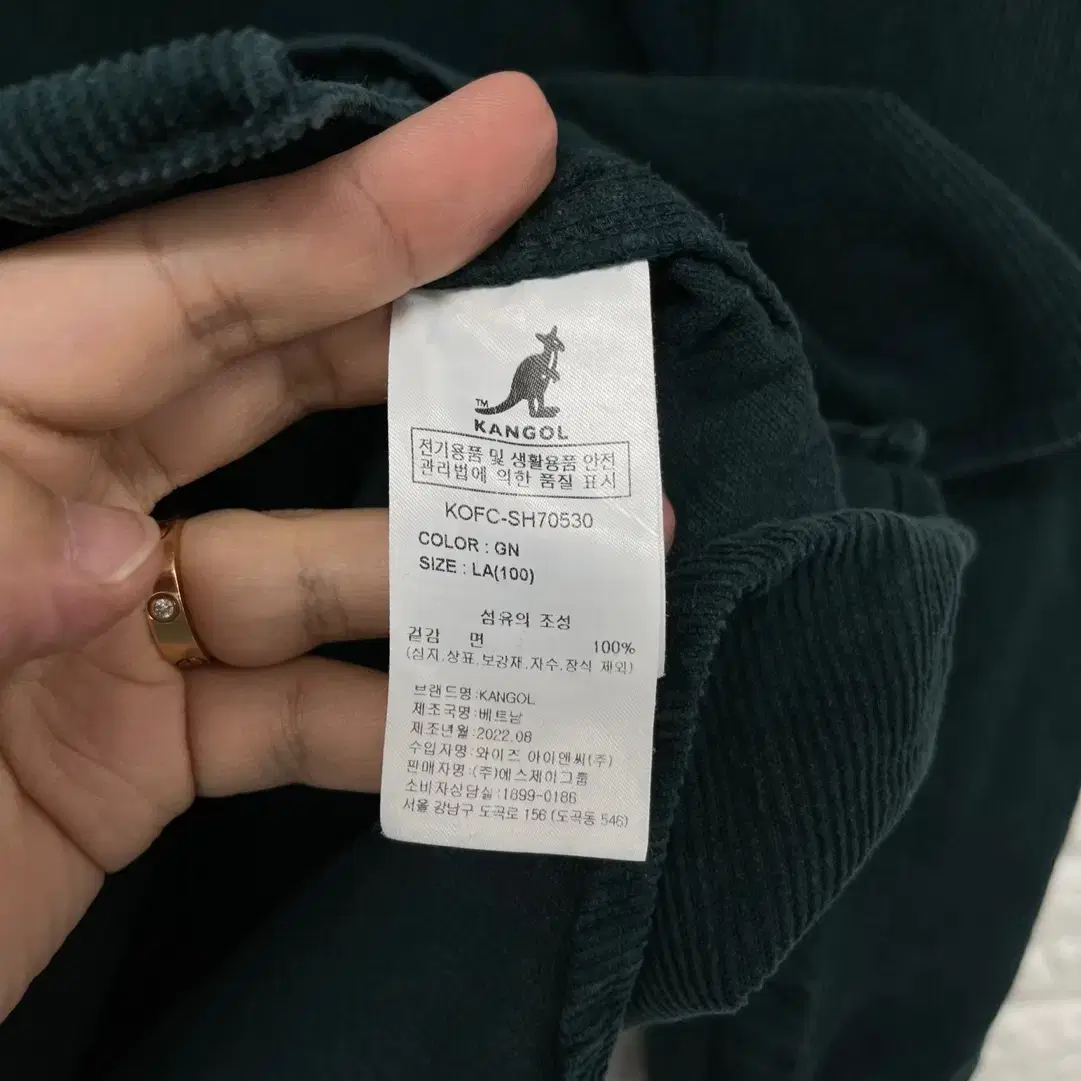 TM
KANGOL
전기용품 및 생활용품 안전
관리법에 의한 품질 표시
KOFC-SH70530
COLOR : GN
SIZE : LA(100)
섬유의 조성
겉감 면 100%
(심지,상표,보강재,자수,장식 제외)
브랜드명:KANGOL
제조국명:베트남
제조년월:2022.08
수입자명:와이즈 아이앤씨(주)
판매자명:(주)에스제이그룹
소비자상담실:1899-0186
서울 강남구 도곡로 156 (도곡동 546)